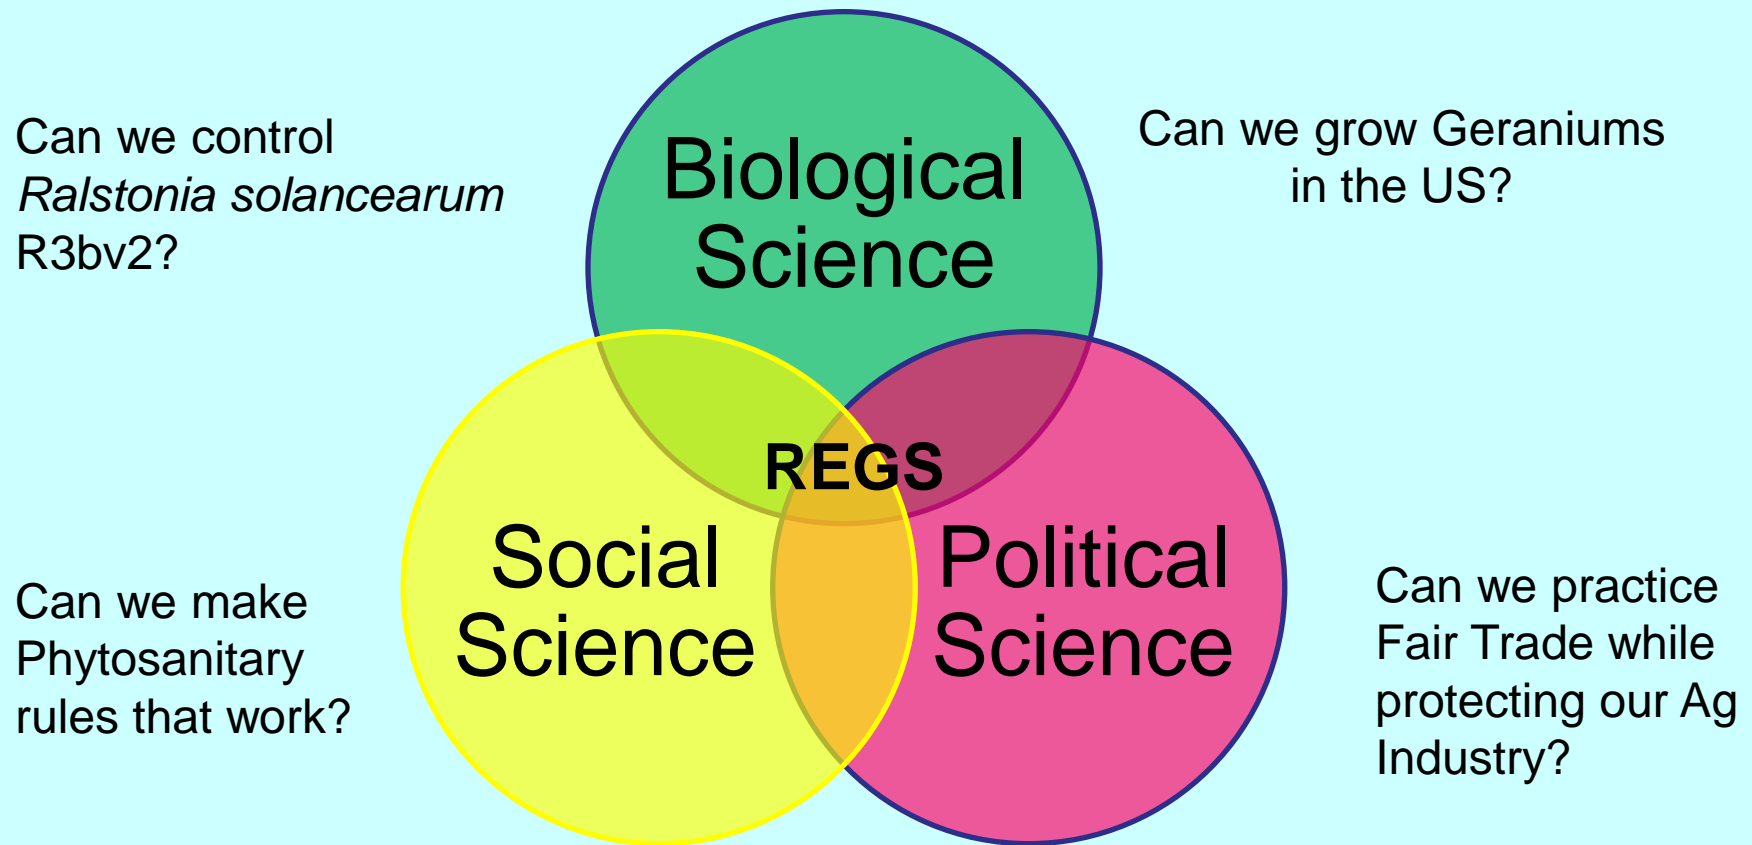 Can we control
Ralstonia solancearum
R3bv2?
Biological
Science
Can we grow Geraniums
in the US?
REGS
Social
Science
Political
Science
Can we make
Phytosanitary
rules that work?
Can we practice
Fair Trade while
protecting our Ag
Industry?